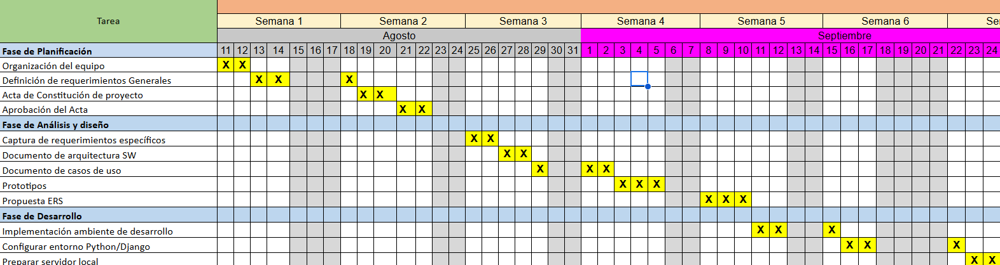 Tarea
Semana 1 Semana 2 Semana 3 Semana 4 Semana 5 Semana 6
Agosto Septiembre
Fase de Planificación 11 12 13 14 15 16 17 18 19 20 21 22 23 24 25 26 27 28 29 30 31 1 2 3 4 5 6 7 8 9 10 11 12 13 14 15 16 17 18 19 20 21 22 23 24
Organización del equipo X X
Definición de requerimientos Generales X X X
Acta de Constitución de proyecto X X
Aprobación del Acta X X
Fase de Análisis y diseño
Captura de requerimientos específicos X X
Documento de arquitectura SW X X
Documento de casos de uso X X X
Prototipos X X X
Propuesta ERS X X X
Fase de Desarrollo
Implementación ambiente de desarrollo X X X
Configurar entorno Python/Django X X X
Preparar servidor local X X